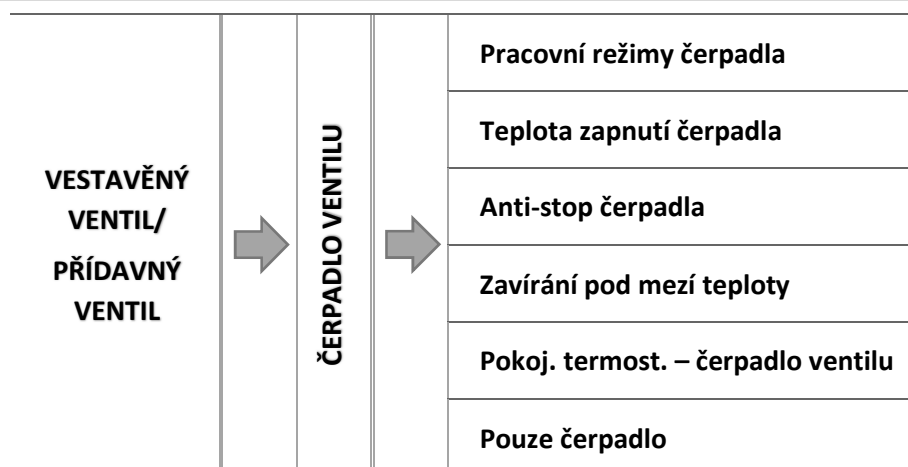 VESTAVĚNÝ
VENTIL/
PŘÍDAVNÝ
VENTIL
ČERPADLO VENTILU
Pracovní režimy čerpadla
Teplota zapnutí čerpadla
Anti-stop čerpadla
Zavírání pod mezí teploty
Pokoj. termost. – čerpadlo ventilu
Pouze čerpadlo